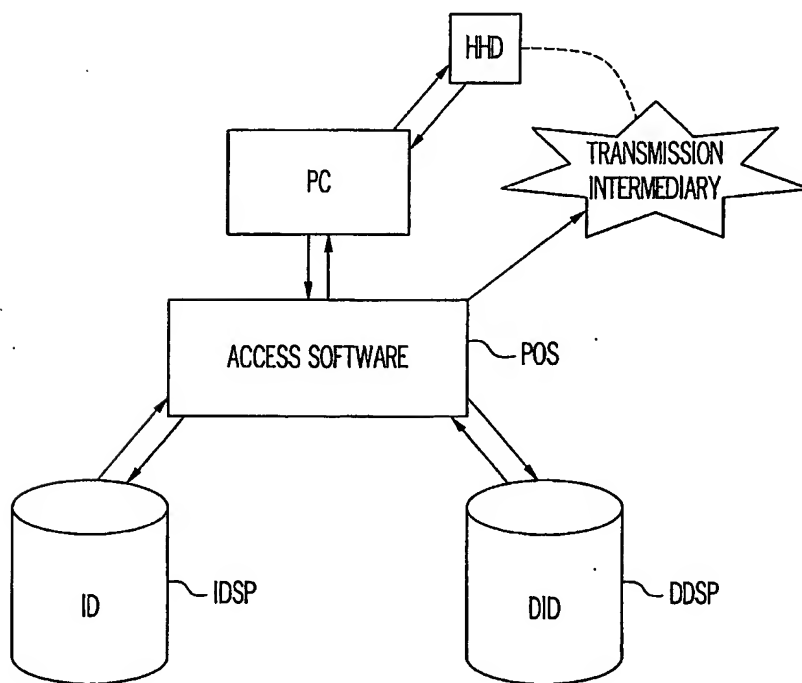 HHD
PC
TRANSMISSION
INTERMEDIARY
ACCESS SOFTWARE
POS
ID
IDSP
DID
DDSP